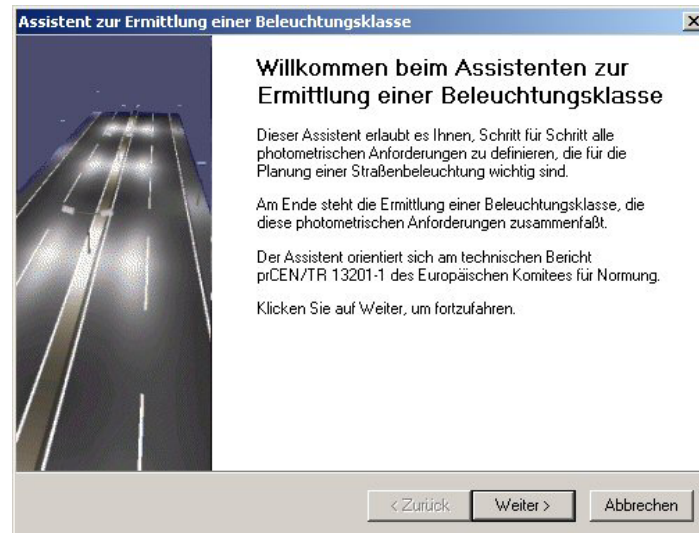 Assistent zur Ermittlung einer Beleuchtungsklasse
Willkommen beim Assistenten zur
Ermittlung einer Beleuchtungsklasse
Dieser Assistent erlaubt es Ihnen, Schritt für Schritt alle
photometrischen Anforderungen zu definieren, die für die
Planung einer Straßenbeleuchtung wichtig sind.
Am Ende steht die Ermittlung einer Beleuchtungsklasse, die
diese photometrischen Anforderungen zusammenfaßt.
Der Assistent orientiert sich am technischen Bericht
prCEN/TR 13201-1 des Europäischen Komitees für Normung.
Klicken Sie auf Weiter, um fortzufahren.
< Zurück Weiter > Abbrechen